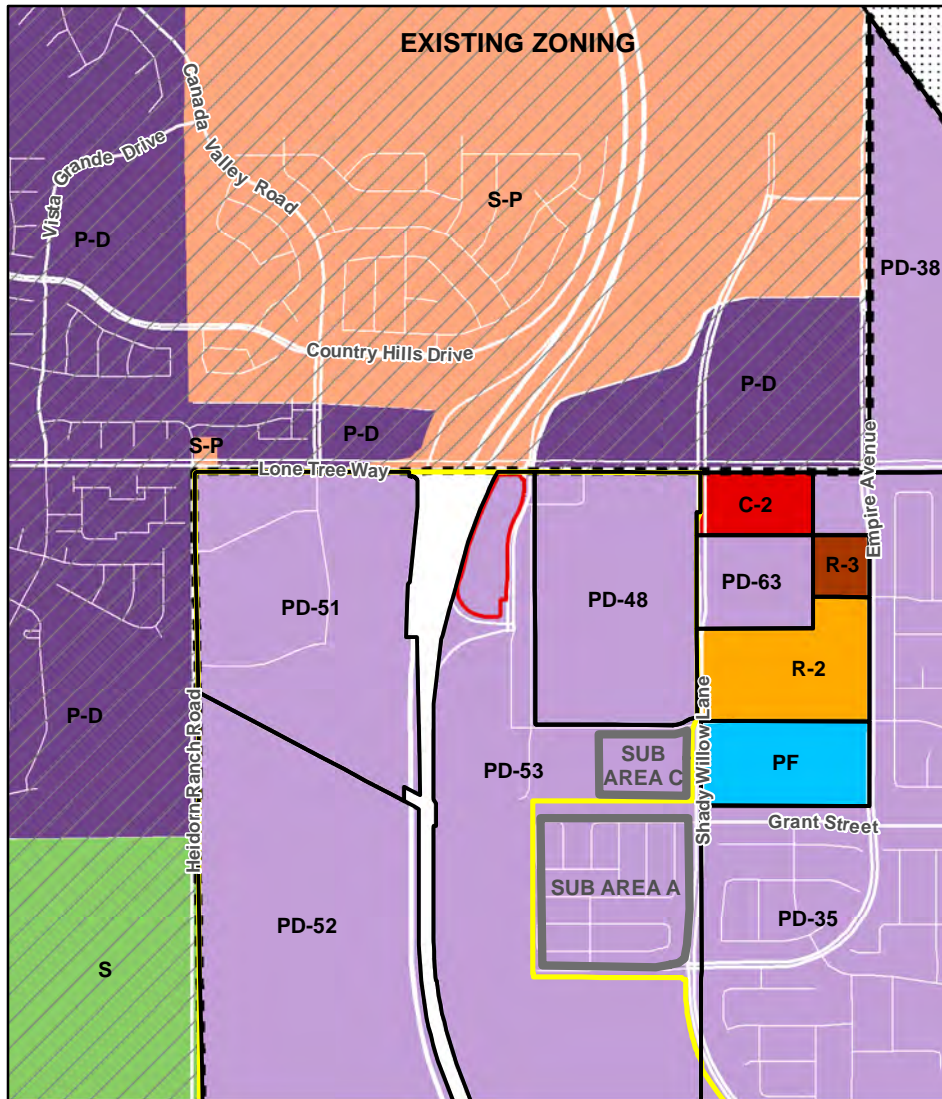 EXISTING ZONING
Canada Valley Road
Vista Grande Drive
S-P
P-D
PD-38
Country Hills Drive
P-D
P-D
S-P
Lone Tree Way
Empire Avenue
C-2
R-3
PD-51
PD-48
PD-63
R-2
P-D
Heidorn Ranch Road
Shady Willow Lane
SUB
AREA C
PD-53
PF
Grant Street
SUB AREA A
PD-52
PD-35
S